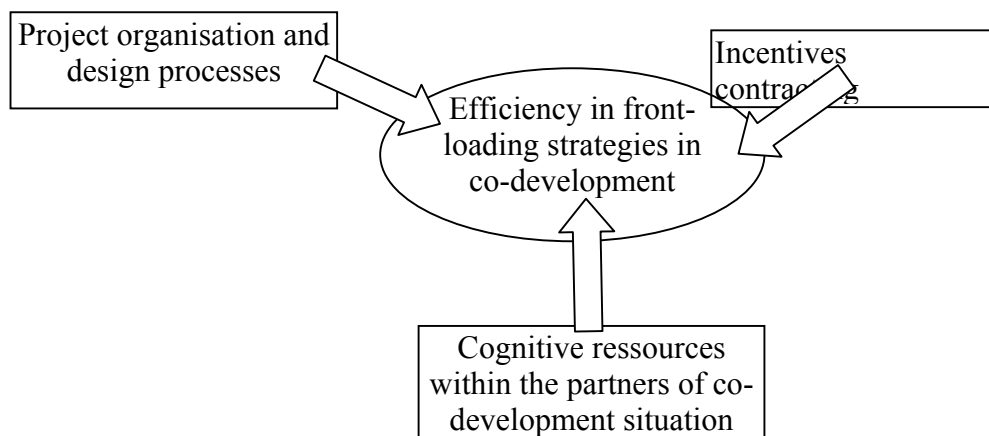 Project organisation and
design processes
Incentives
contracting
Efficiency in front-
loading strategies in
co-development
Cognitive ressources
within the partners of co-
development situation